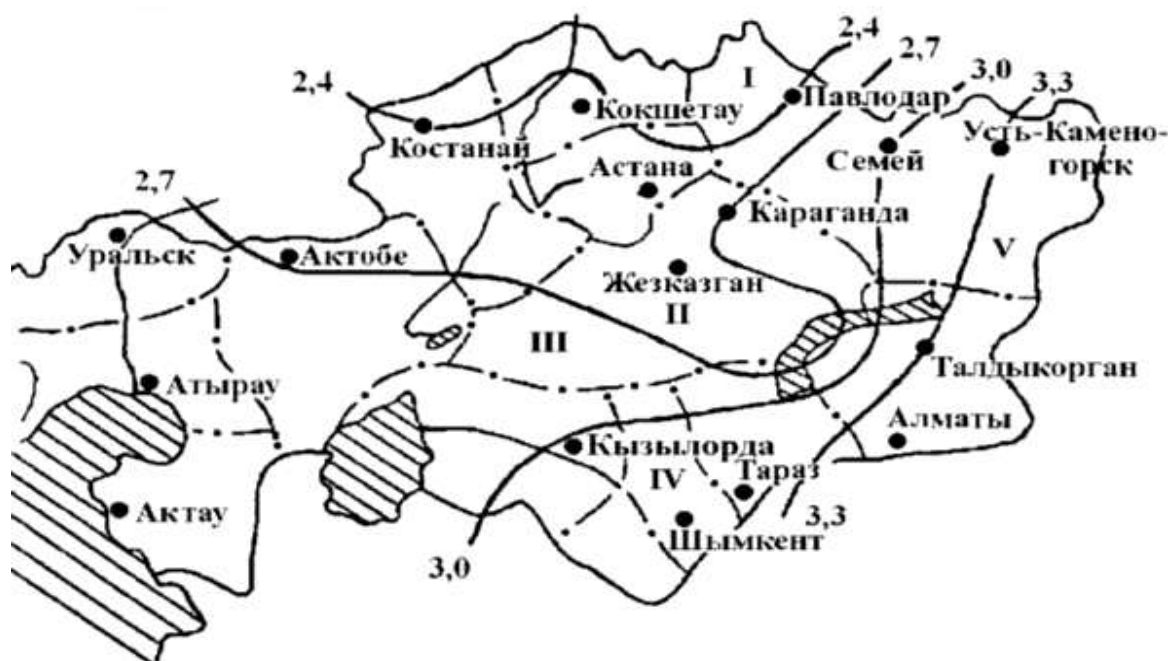 2,4
2,7
I
3,0
2,4
3,3
Кокшетау
Павлодар
Костанай
Семей
Усть-Камено-
горск
Астана
2,7
Караганда
Уральск
Актобе
V
Жезказган
II
III
Талдыкорган
Атырау
Алматы
Кызылорда
IV
Тараз
Актау
3,3
Шымкент
3,0